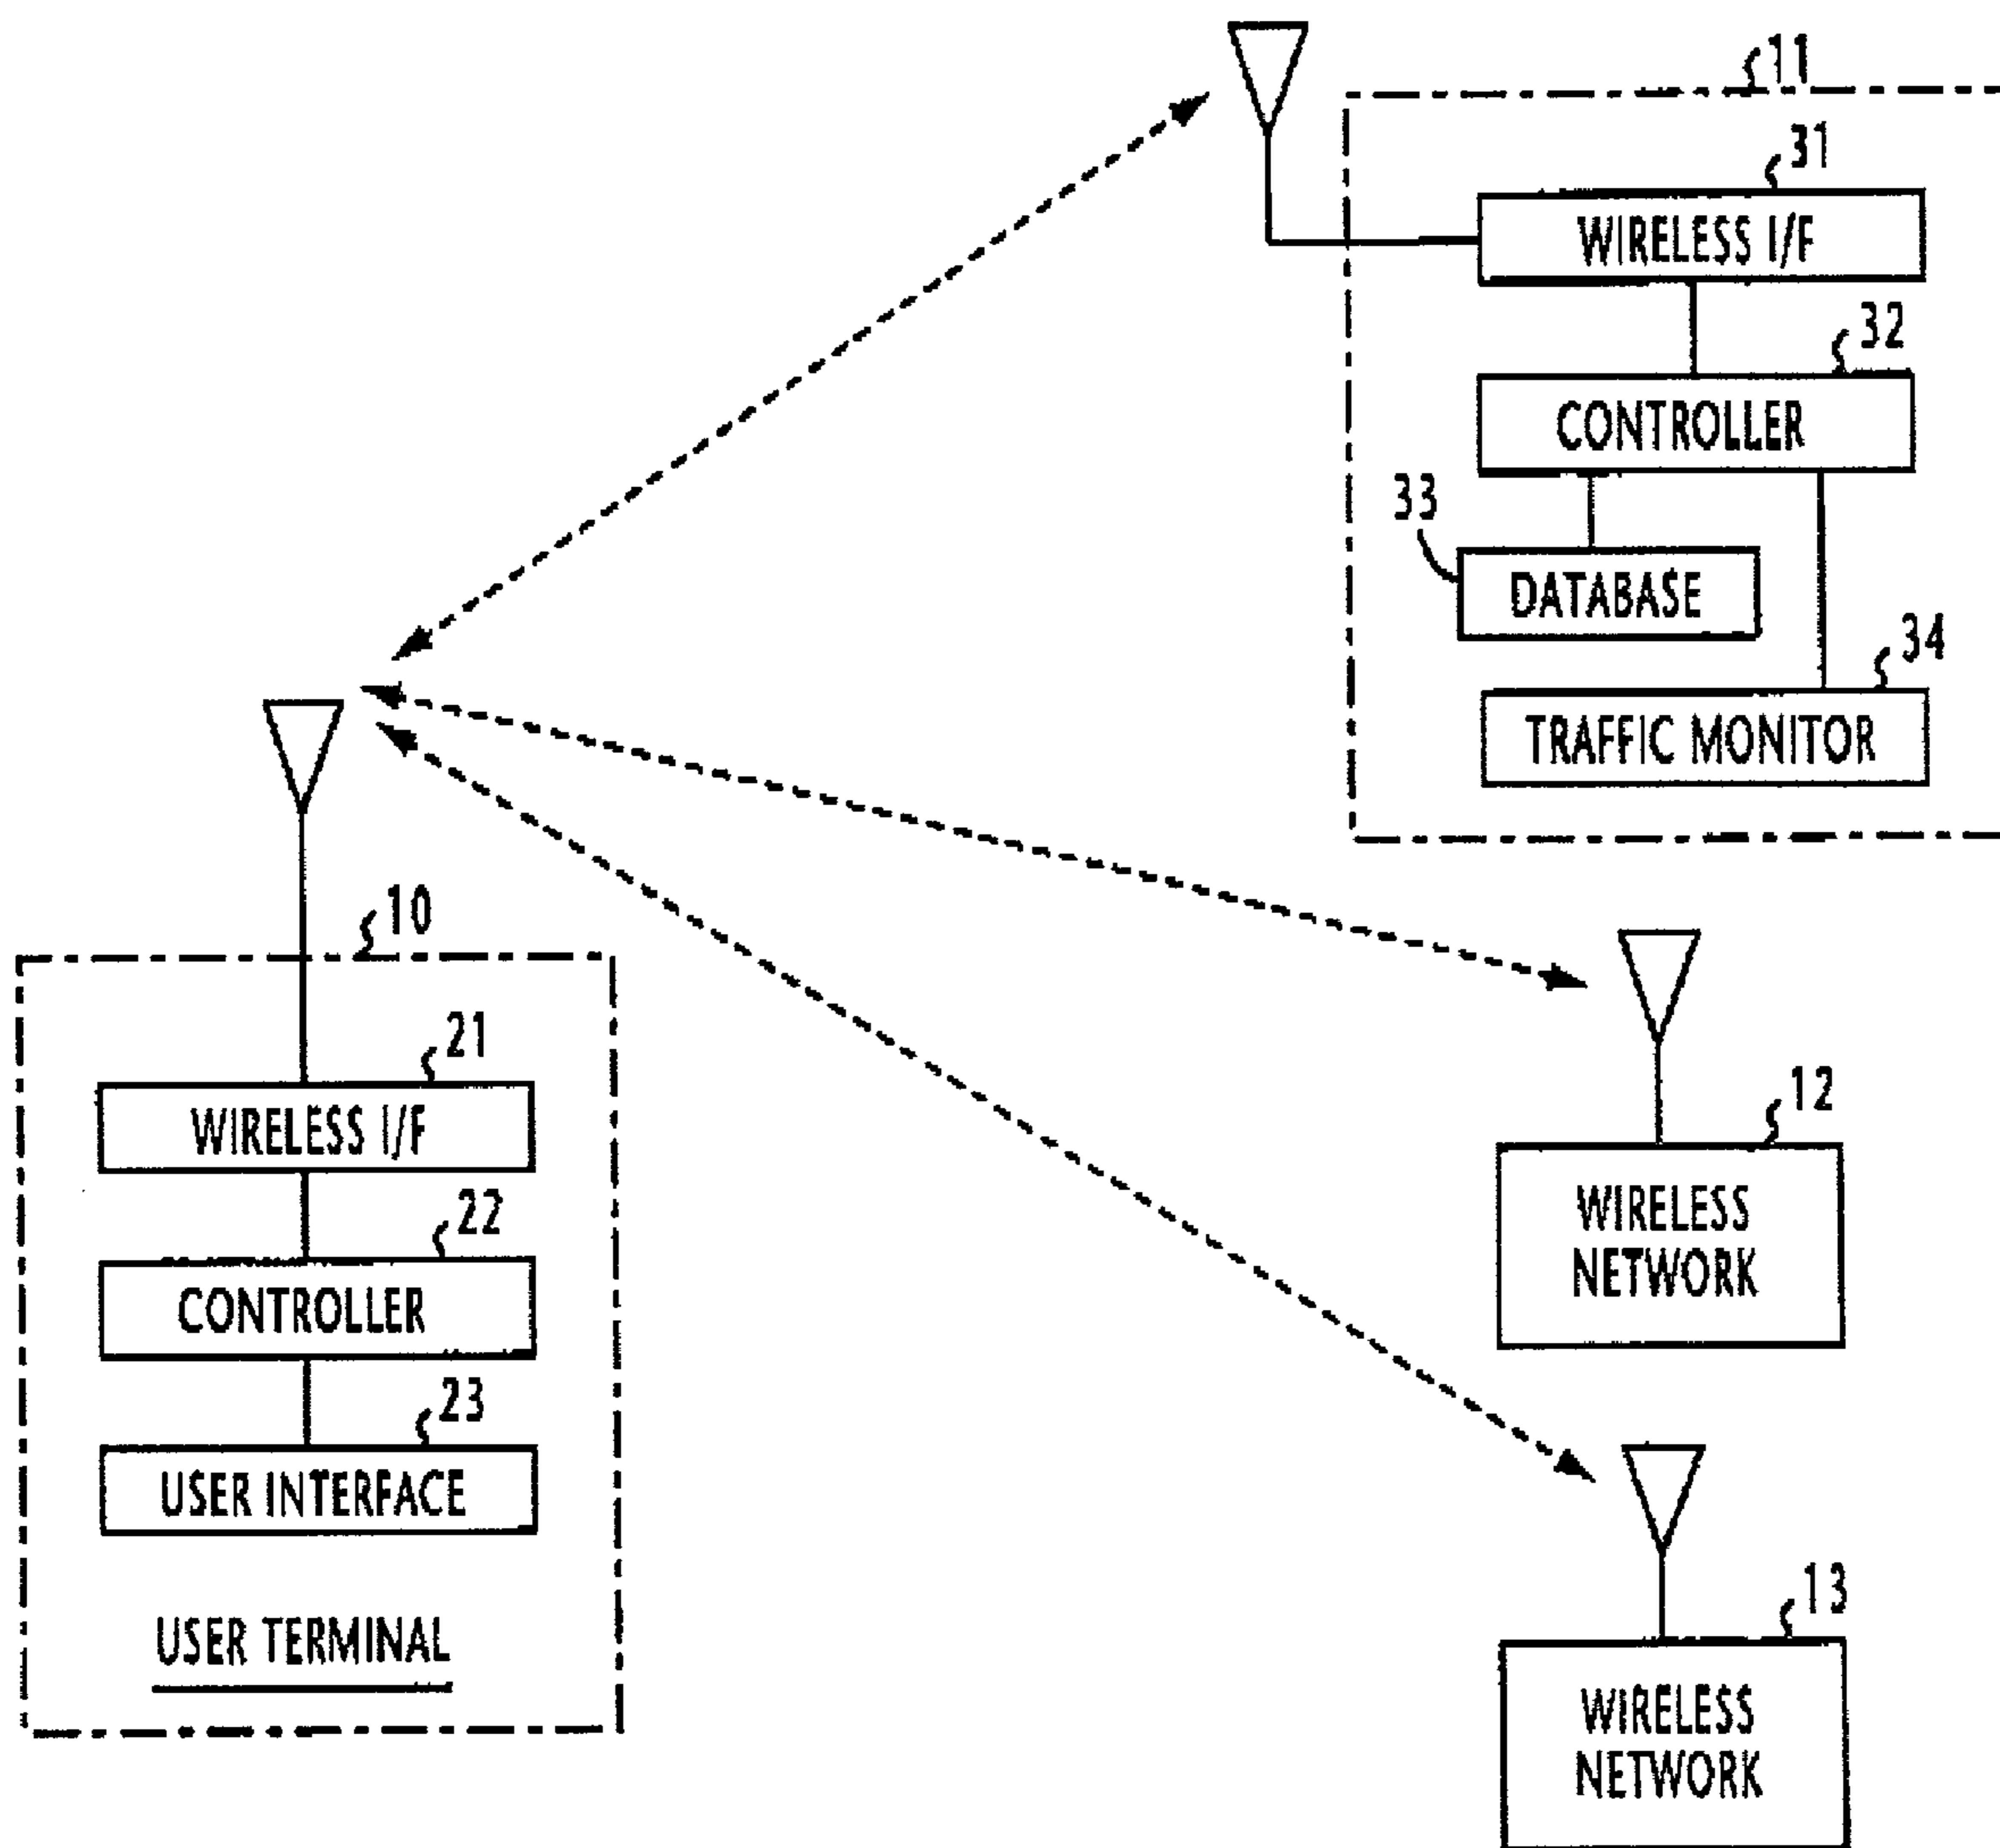 11
31
WIRELESS I/F
32
CONTROLLER
33
DATABASE
34
TRAFFIC MONITOR
10
21
WIRELESS I/F
22
CONTROLLER
23
USER INTERFACE
USER TERMINAL
12
WIRELESS
NETWORK
13
WIRELESS
NETWORK